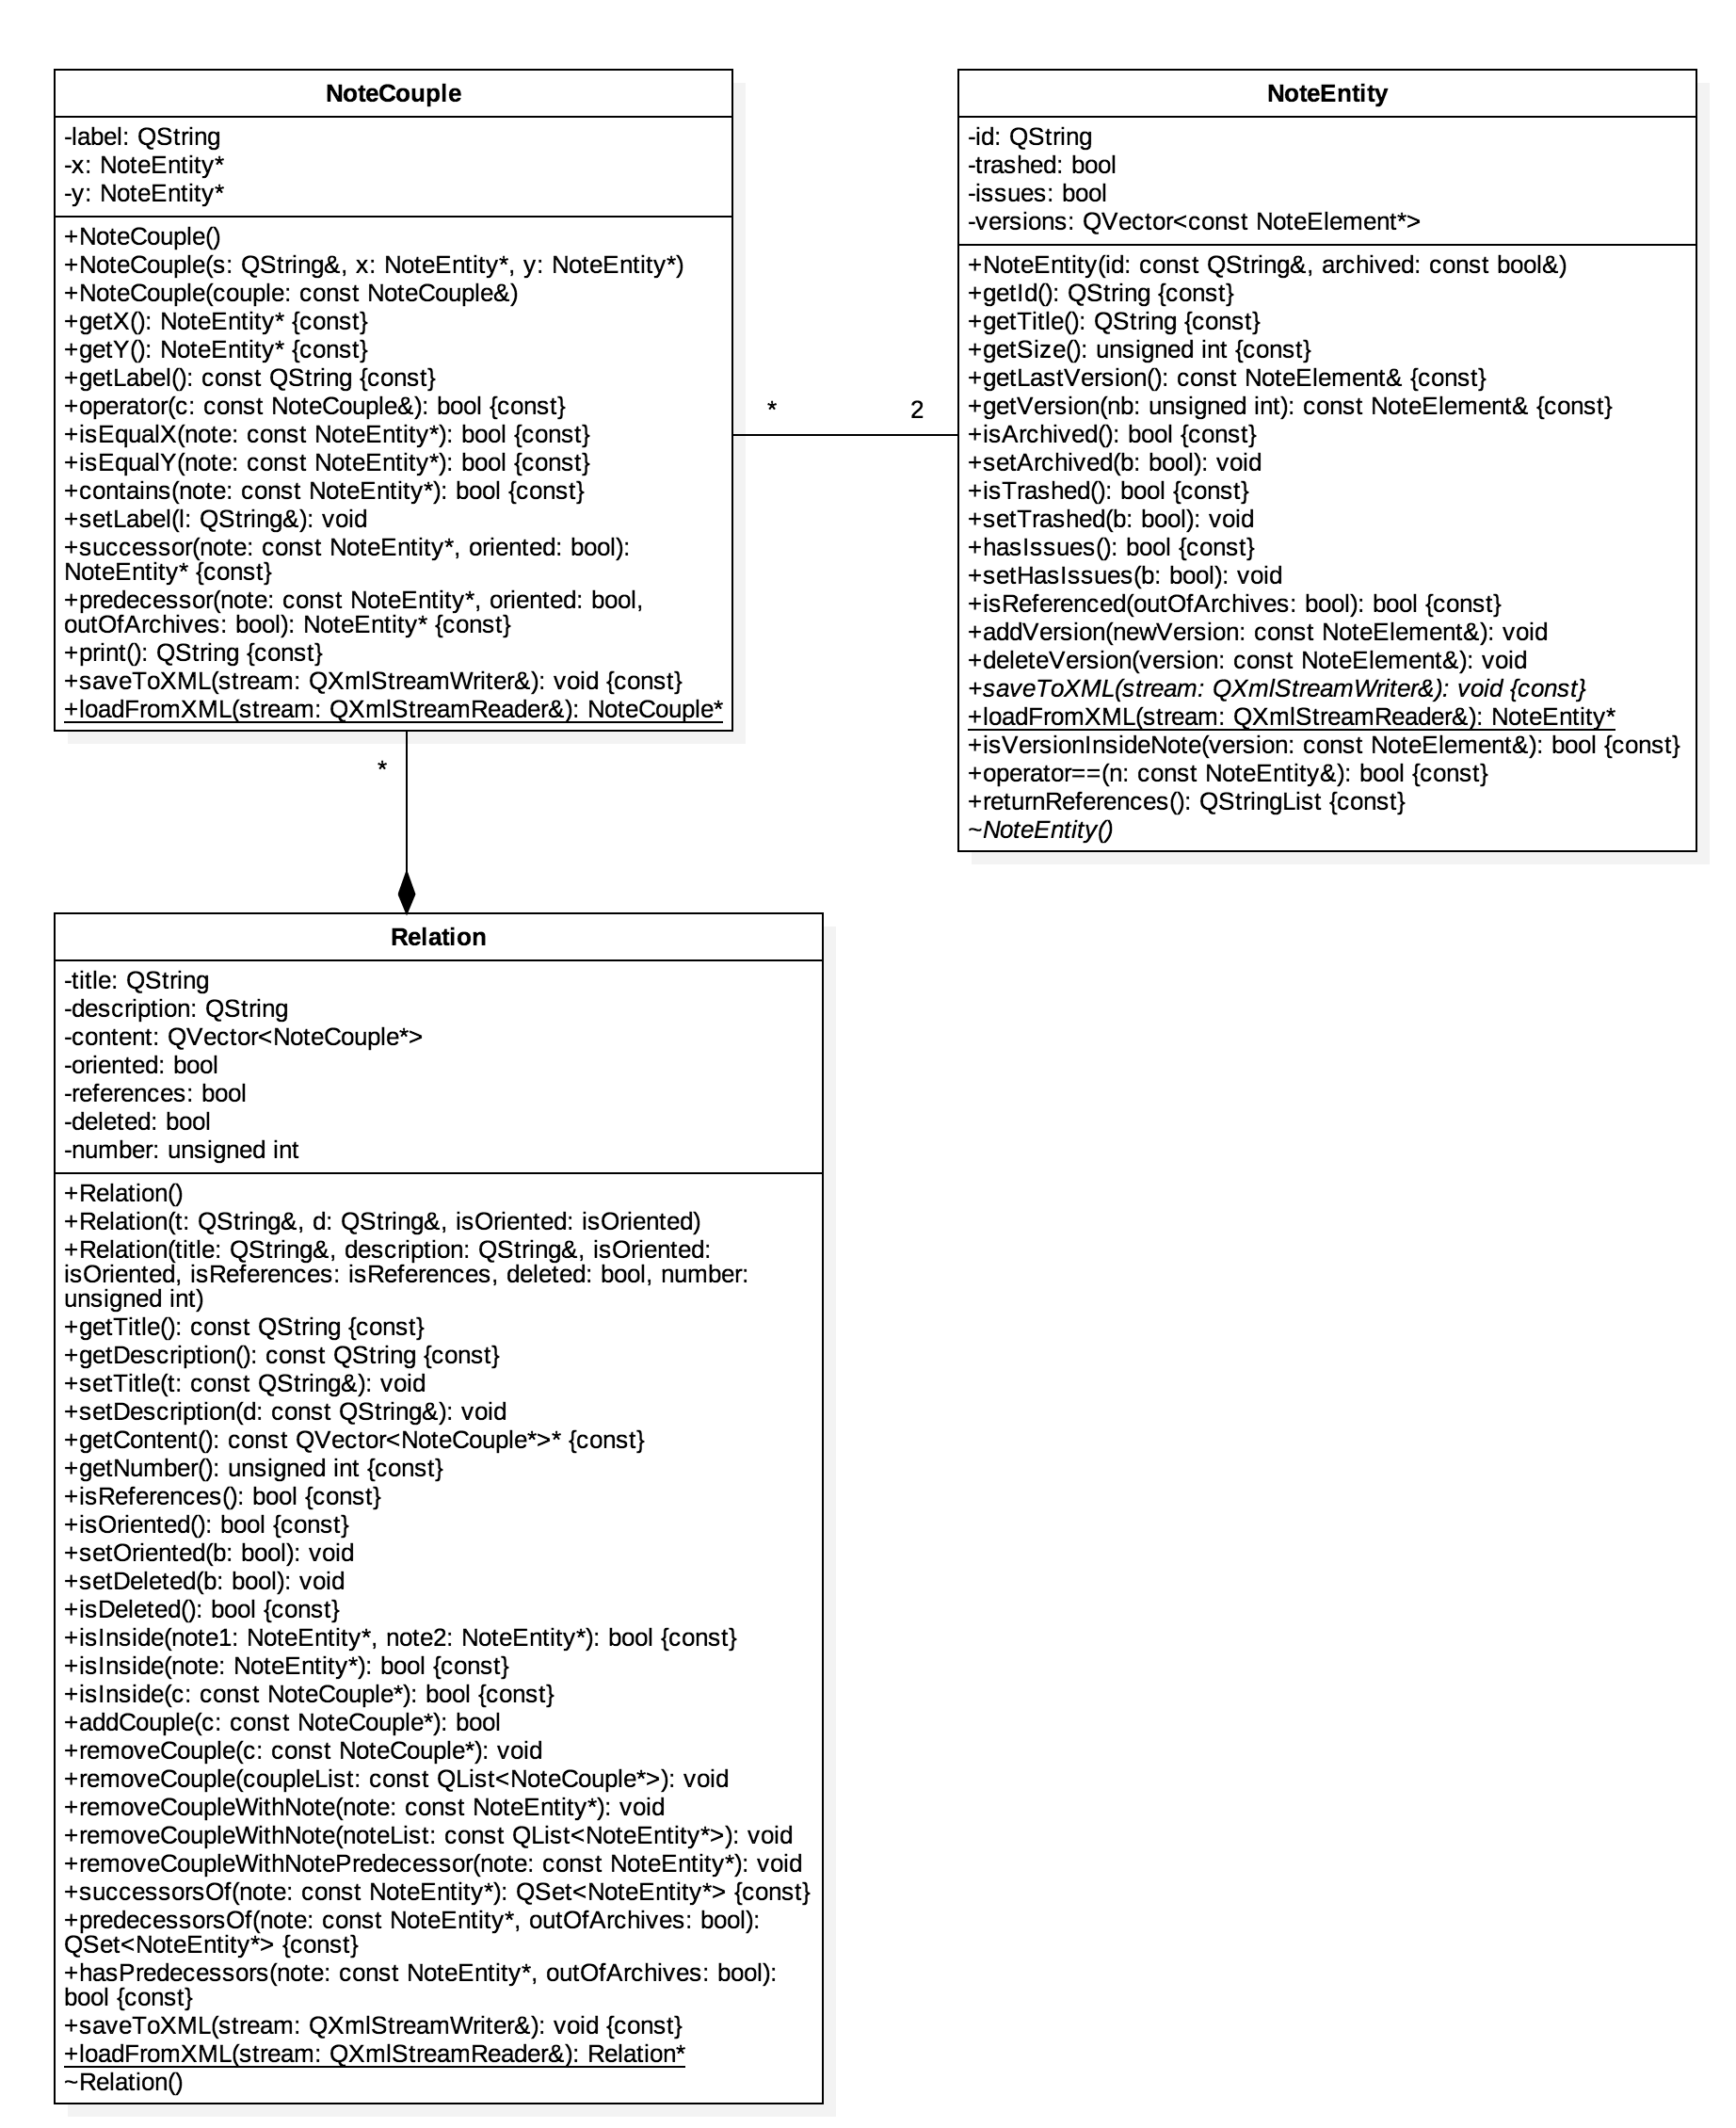 NoteCouple
-label: QString
-x: NoteEntity*
-y: NoteEntity*
+NoteCouple()
+NoteCouple(s: QString&, x: NoteEntity*, y: NoteEntity*)
+NoteCouple(couple: const NoteCouple&)
+getX(): NoteEntity* {const}
+getY(): NoteEntity* {const}
+getLabel(): const QString {const}
+operator(c: const NoteCouple&): bool {const}
+isEqualX(note: const NoteEntity*): bool {const}
+isEqualY(note: const NoteEntity*): bool {const}
+contains(note: const NoteEntity*): bool {const}
+setLabel(l: QString&): void
+successor(note: const NoteEntity*, oriented: bool):
NoteEntity* {const}
+predecessor(note: const NoteEntity*, oriented: bool,
outOfArchives: bool): NoteEntity* {const}
+print(): QString {const}
+saveToXML(stream: QXmlStreamWriter&): void {const}
+loadFromXML(stream: QXmlStreamReader&): NoteCouple*
*
2
NoteEntity
-id: QString
-trashed: bool
-issues: bool
-versions: QVector<const NoteElement*>
+NoteEntity(id: const QString&, archived: const bool&)
+getId(): QString {const}
+getTitle(): QString {const}
+getSize(): unsigned int {const}
+getLastVersion(): const NoteElement& {const}
+getVersion(nb: unsigned int): const NoteElement& {const}
+isArchived(): bool {const}
+setArchived(b: bool): void
+isTrashed(): bool {const}
+setTrashed(b: bool): void
+hasIssues(): bool {const}
+setHasIssues(b: bool): void
+isReferenced(outOfArchives: bool): bool {const}
+addVersion(newVersion: const NoteElement&): void
+deleteVersion(version: const NoteElement&): void
+saveToXML(stream: QXmlStreamWriter&): void {const}
+loadFromXML(stream: QXmlStreamReader&): NoteEntity*
+isVersionInsideNote(version: const NoteElement&): bool {const}
+operator==(n: const NoteEntity&): bool {const}
+returnReferences(): QStringList {const}
~NoteEntity()
*
Relation
-title: QString
-description: QString
-content: QVector<NoteCouple*>
-oriented: bool
-references: bool
-deleted: bool
-number: unsigned int
+Relation()
+Relation(t: QString&, d: QString&, isOriented: isOriented)
+Relation(title: QString&, description: QString&, isOriented:
isOriented, isReferences: isReferences, deleted: bool, number:
unsigned int)
+getTitle(): const QString {const}
+getDescription(): const QString {const}
+setTitle(t: const QString&): void
+setDescription(d: const QString&): void
+getContent(): const QVector<NoteCouple*>* {const}
+getNumber(): unsigned int {const}
+isReferences(): bool {const}
+isOriented(): bool {const}
+setOriented(b: bool): void
+setDeleted(b: bool): void
+isDeleted(): bool {const}
+isInside(note1: NoteEntity*, note2: NoteEntity*): bool {const}
+isInside(note: NoteEntity*): bool {const}
+isInside(c: const NoteCouple*): bool {const}
+addCouple(c: const NoteCouple*): bool
+removeCouple(c: const NoteCouple*): void
+removeCouple(coupleList: const QList<NoteCouple*>): void
+removeCoupleWithNote(note: const NoteEntity*): void
+removeCoupleWithNote(noteList: const QList<NoteEntity*>): void
+removeCoupleWithNotePredecessor(note: const NoteEntity*): void
+successorsOf(note: const NoteEntity*): QSet<NoteEntity*> {const}
+predecessorsOf(note: const NoteEntity*, outOfArchives: bool):
QSet<NoteEntity*> {const}
+hasPredecessors(note: const NoteEntity*, outOfArchives: bool):
bool {const}
+saveToXML(stream: QXmlStreamWriter&): void {const}
+loadFromXML(stream: QXmlStreamReader&): Relation*
~Relation()